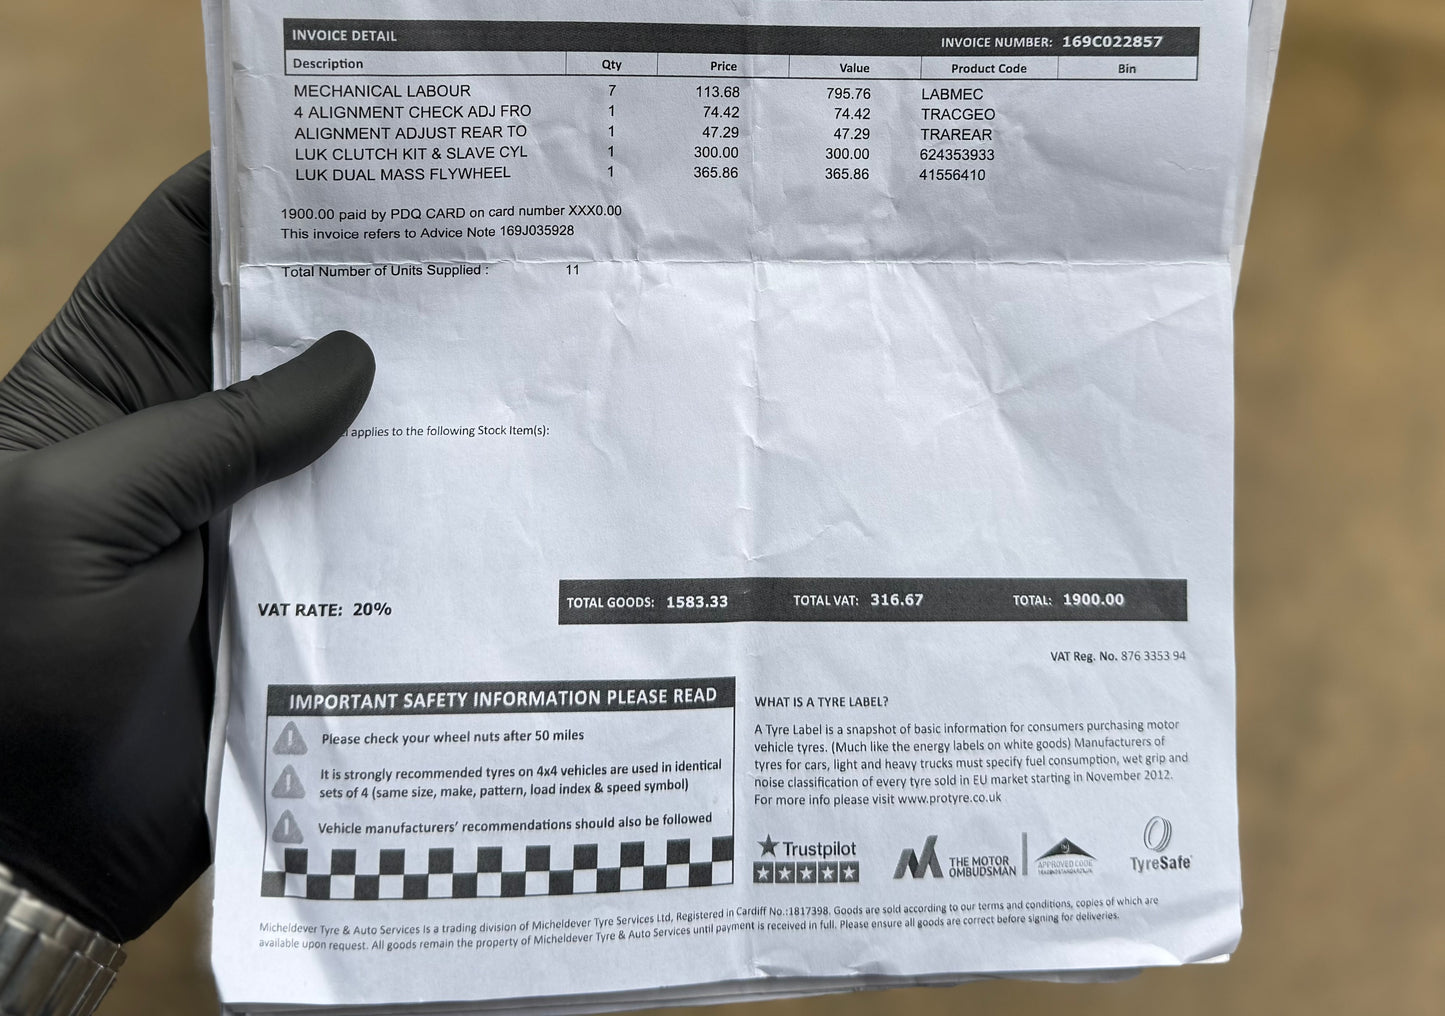 INVOICE DETAIL INVOICE NUMBER: 169C022857
Description Qty Price Value Product Code Bin
MECHANICAL LABOUR 7 113.68 795.76 LABMEC
4 ALIGNMENT CHECK ADJ FRO 1 74.42 74.42 TRACGEO
ALIGNMENT ADJUST REAR TO 1 47.29 47.29 TRAREAR
LUK CLUTCH KIT & SLAVE CYL 1 300.00 300.00 624353933
LUK DUAL MASS FLYWHEEL 1 365.86 365.86 41556410
1900.00 paid by PDQ CARD on card number XXX0.00
This invoice refers to Advice Note 169J035928
Total Number of Units Supplied : 11
applies to the following Stock Item(s):
VAT RATE: 20% TOTAL GOODS: 1583.33 TOTAL VAT: 316.67 TOTAL: 1900.00
VAT Reg. No. 876 3353 94
IMPORTANT SAFETY INFORMATION PLEASE READ
Please check your wheel nuts after 50 miles
It is strongly recommended tyres on 4x4 vehicles are used in identical
sets of 4 (same size, make, pattern, load index & speed symbol)
Vehicle manufacturers' recommendations should also be followed
WHAT IS A TYRE LABEL?
A Tyre Label is a snapshot of basic information for consumers purchasing motor
vehicle tyres. (Much like the energy labels on white goods) Manufacturers of
tyres for cars, light and heavy trucks must specify fuel consumption, wet grip and
noise classification of every tyre sold in EU market starting in November 2012.
For more info please visit www.protyre.co.uk
Trustpilot
THE MOTOR
OMBUDSMAN
APPROVED CODE
TyreSafe
Micheldever Tyre & Auto Services Is a trading division of Micheldever Tyre Services Ltd, Registered in Cardiff No.:1817398. Goods are sold according to our terms and conditions, copies of which are
available upon request. All goods remain the property of Micheldever Tyre & Auto Services until payment is received in full. Please ensure all goods are correct before signing for deliveries.